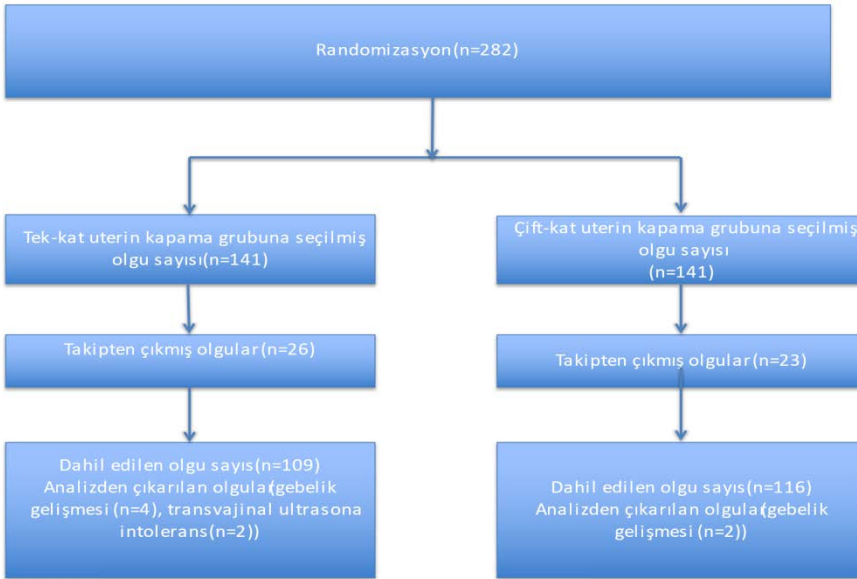 Randomizasyon(n=282)
Tek-kat uterin kapama grubuna seçilmiş
olgu sayısı(n=141)
Çift-kat uterin kapama grubuna seçilmiş
olgu sayısı
(n=141)
Takipten çıkmış olgular(n=26)
Takipten çıkmış olgular(n=23)
Dahil edilen olgu sayıs(n=109)
Analizden çıkarılan olgular(gebelik
gelişmesi (n=4), transvajinal ultrasona
intolerans(n=2))
Dahil edilen olgu sayıs(n=116)
Analizden çıkarılan olgular(gebelik
gelişmesi (n=2))